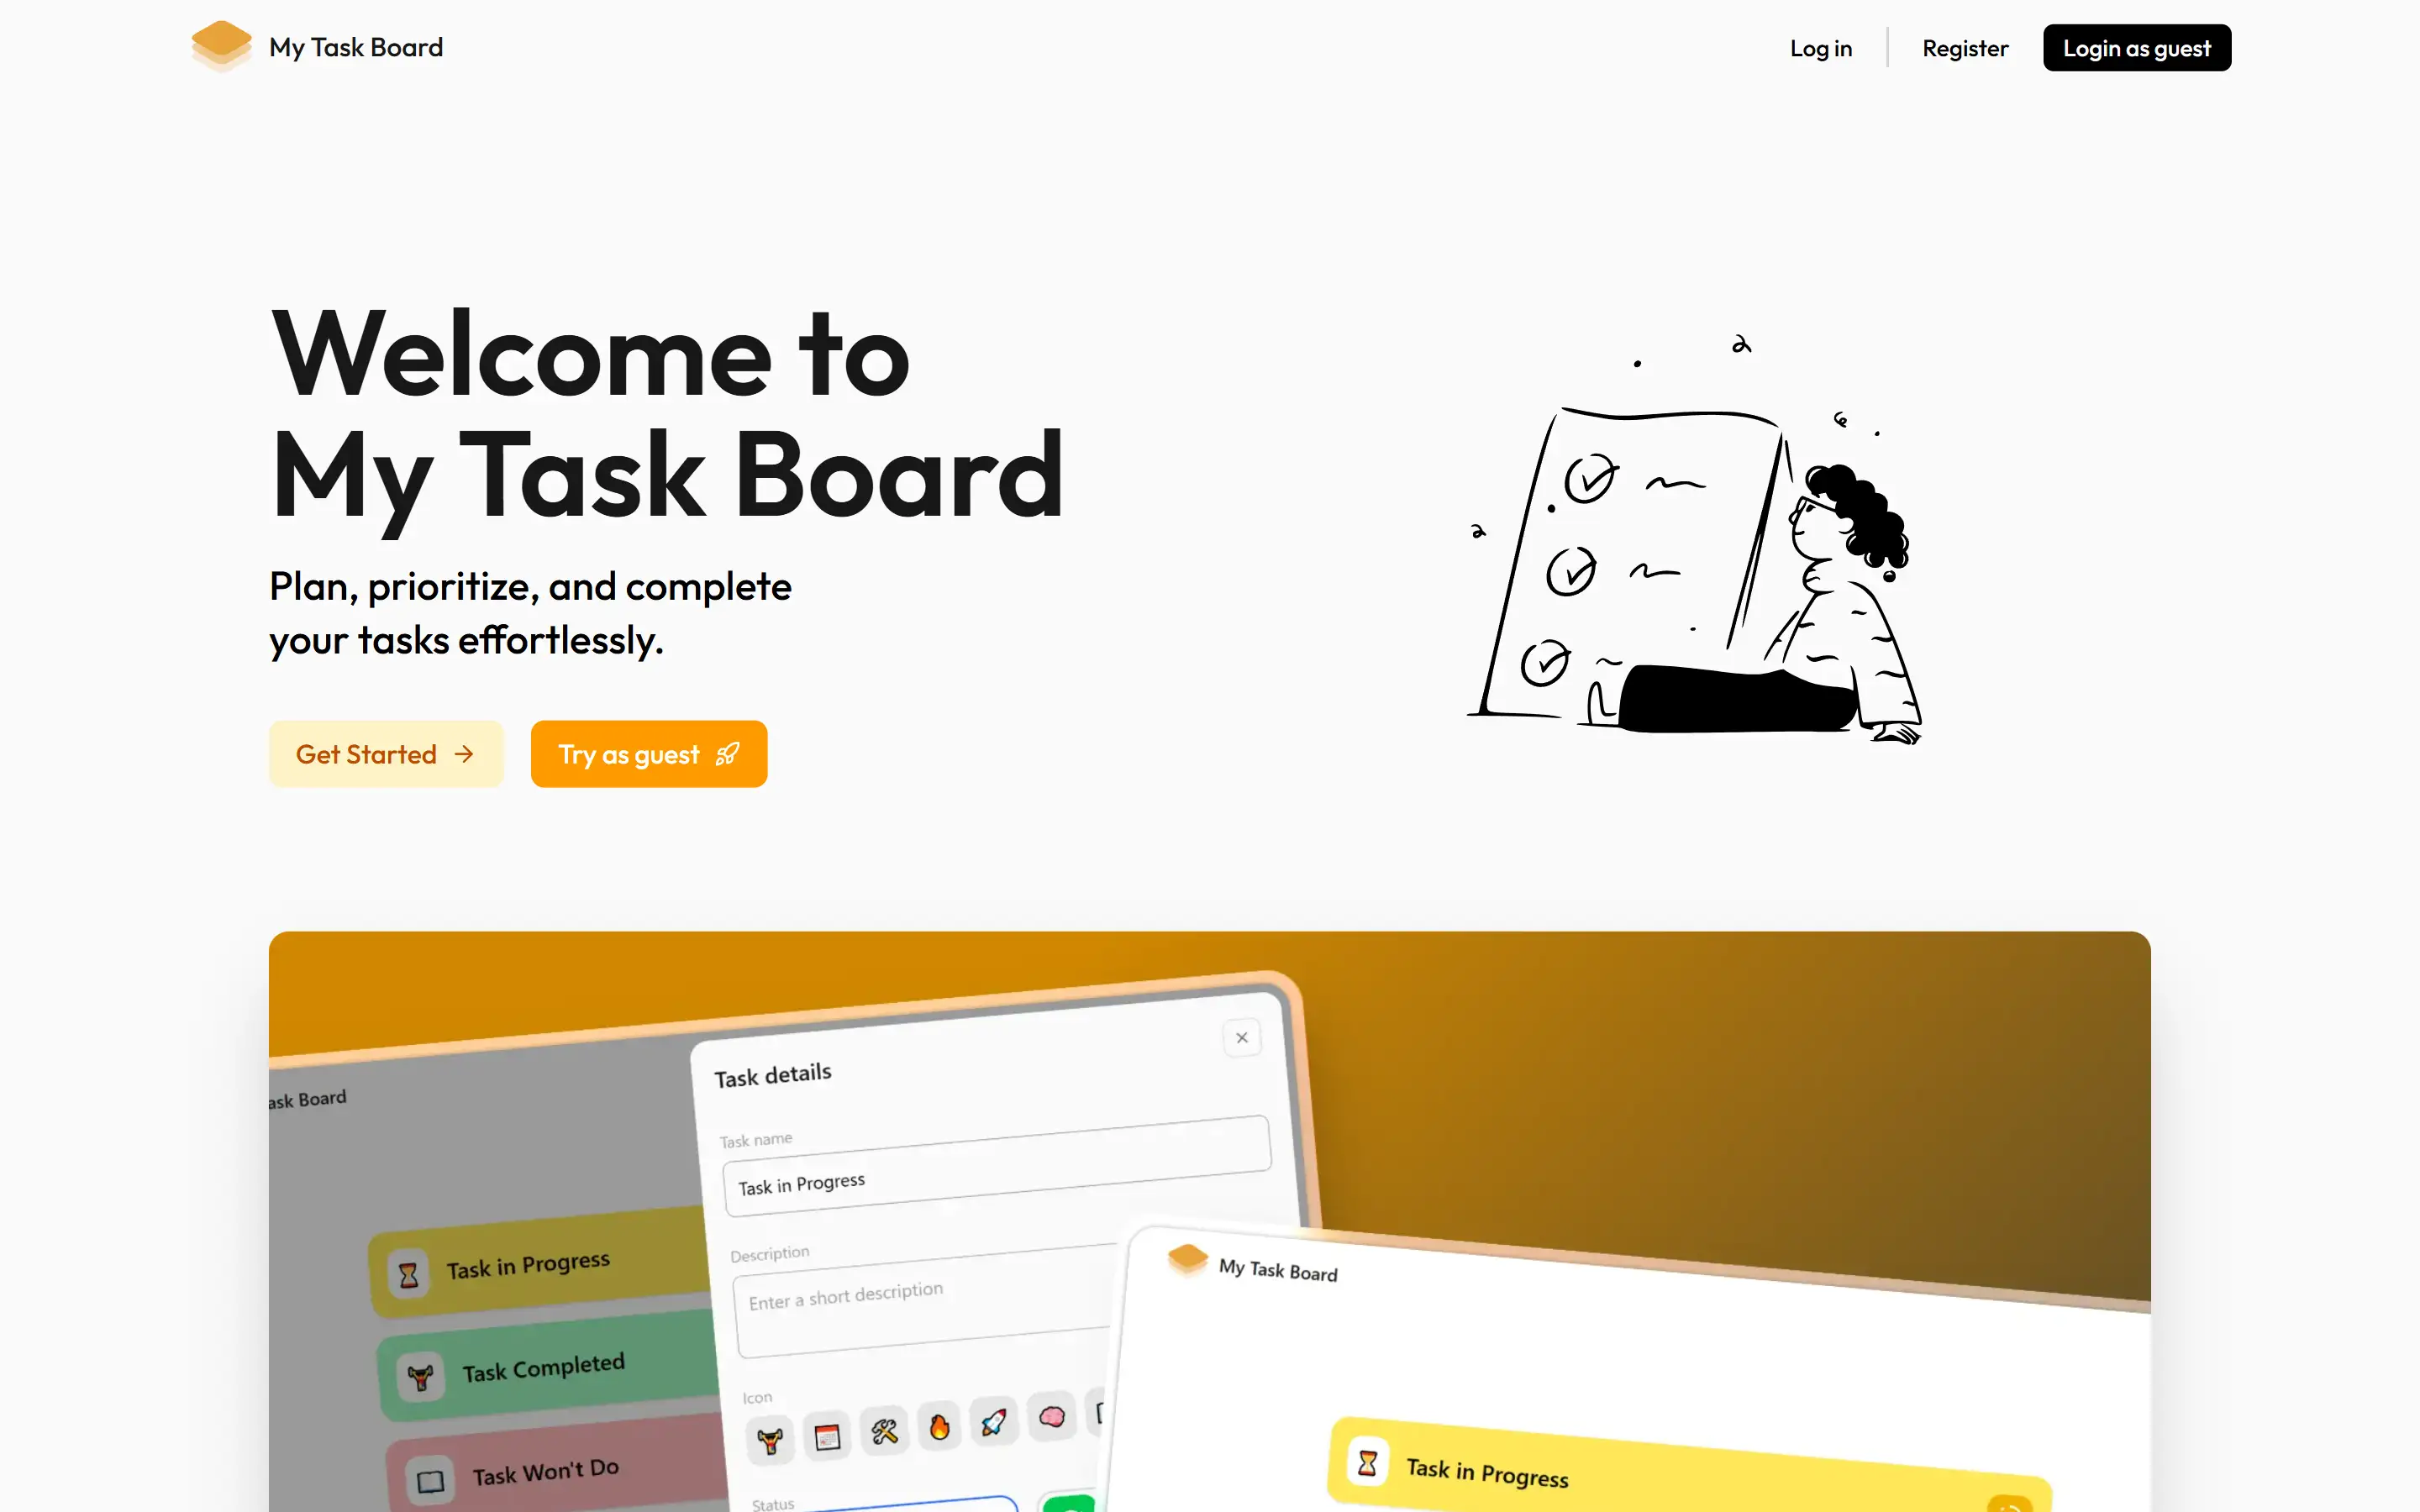 My Task Board
Log in
Register
Login as guest
Welcome to
My Task Board
Plan, prioritize, and complete
your tasks effortlessly.
Get Started
Try as guest
ask Board
Task details
Task name
Task in Progress
Description
Enter a short description
Icon
Status
Task in Progress
Task Completed
Task Won't Do
My Task Board
Task in Progress